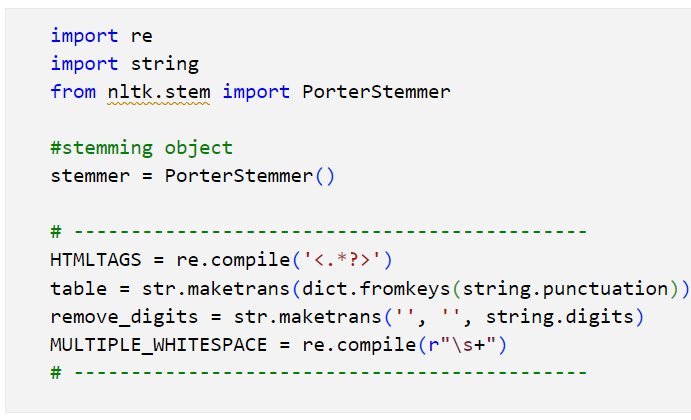 import re
import string
from nltk.stem import PorterStemmer
#stemming object
stemmer = PorterStemmer()
# ---------------------------------------------
HTMLTAGS = re.compile('<.*?>')
table = str.maketrans(dict.fromkeys(string.punctuation))
remove_digits = str.maketrans('', '', string.digits)
MULTIPLE_WHITESPACE = re.compile(r"\s+")
# ---------------------------------------------